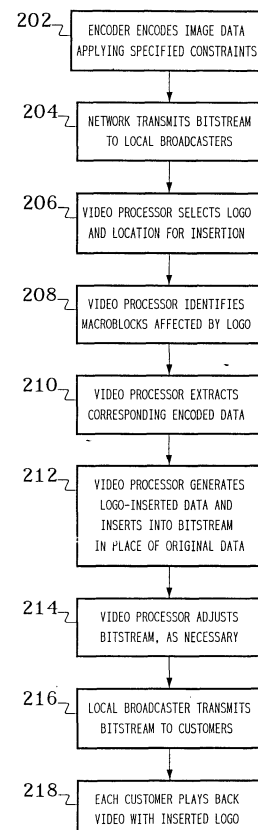 202
ENCODER ENCODES IMAGE DATA
APPLYING SPECIFIED CONSTRAINTS
204
NETWORK TRANSMITS BITSTREAM
TO LOCAL BROADCASTERS
206
VIDEO PROCESSOR SELECTS LOGO
AND LOCATION FOR INSERTION
208
VIDEO PROCESSOR IDENTIFIES
MACROBLOCKS AFFECTED BY LOGO
210
VIDEO PROCESSOR EXTRACTS
CORRESPONDING ENCODED DATA
212
VIDEO PROCESSOR GENERATES
LOGO-INSERTED DATA AND
INSERTS INTO BITSTREAM
IN PLACE OF ORIGINAL DATA
214
VIDEO PROCESSOR ADJUSTS
BITSTREAM, AS NECESSARY
216
LOCAL BROADCASTER TRANSMITS
BITSTREAM TO CUSTOMERS
218
EACH CUSTOMER PLAYS BACK
VIDEO WITH INSERTED LOGO